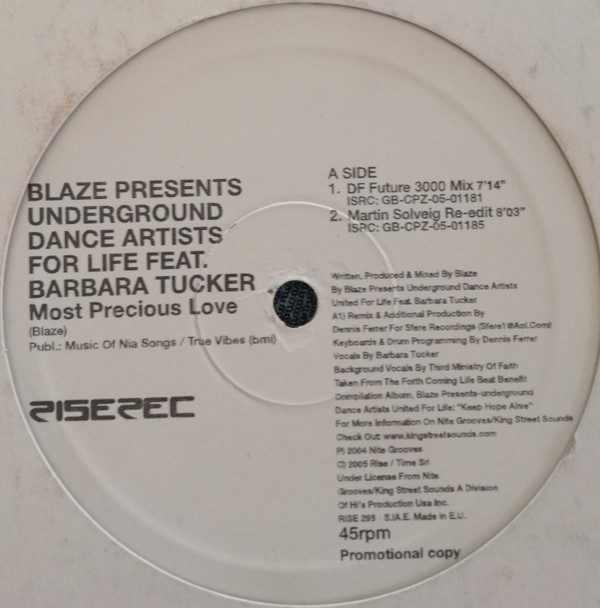 BLAZE PRESENTS
UNDERGROUND
DANCE ARTISTS
FOR LIFE FEAT.
BARBARA TUCKER
Most Precious Love
(Blaze)
Publ.: Music Of Nia Songs / True Vibes (bmi)
RISEREC
A SIDE
1. DF Future 3000 Mix 7'14"
ISRC: GB-CPZ-05-01181
2. Martin Solveig Re-edit 8'03"
ISRC: GB-CPZ-05-01185
Written, Produced & Mixed By Blaze
By Blaze Presents Underground Dance Artists
United For Life Feat. Barbara Tucker
A1) Remix & Additional Production By
Dennis Ferrer For Sfere Recordings (Sfere1@Aol.Com)
Keyboards & Drum Programming By Dennis Ferrer
Vocals By Barbara Tucker
Background Vocals By Third Ministry Of Faith
Taken From The Forth Coming Life Beat Benefit
Compilation Album, Blaze Presents-underground
Dance Artists United For Life: "Keep Hope Alive"
For More Information On Nite Grooves/King Street Sounds
Check Out: www.kingstreetsounds.com
P) 2004 Nite Grooves
C) 2005 Rise / Time Srl
Under License From Nite
Grooves/King Street Sounds A Division
Of Hi's Production Usa Inc.
RISE 295 - S.I.A.E. Made in E.U.
45rpm
Promotional copy